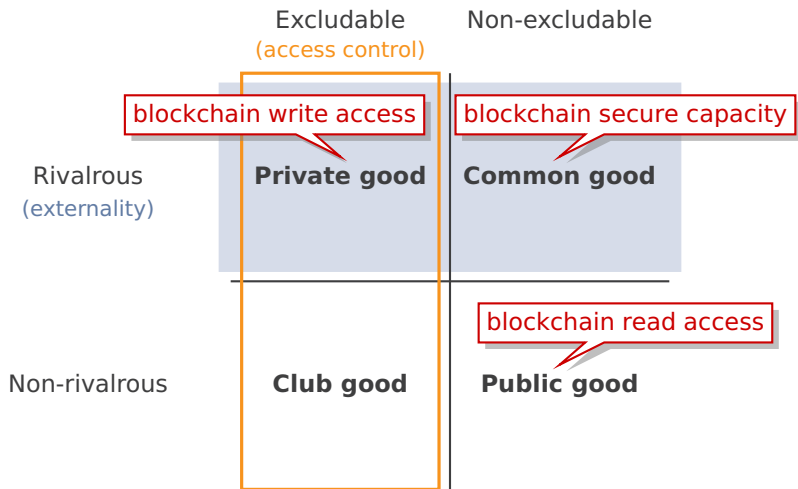 Excludable
Non-excludable
(access control)
blockchain write access
blockchain secure capacity
Rivalrous
Private good
Common good
(externality)
blockchain read access
Non-rivalrous
Club good
Public good